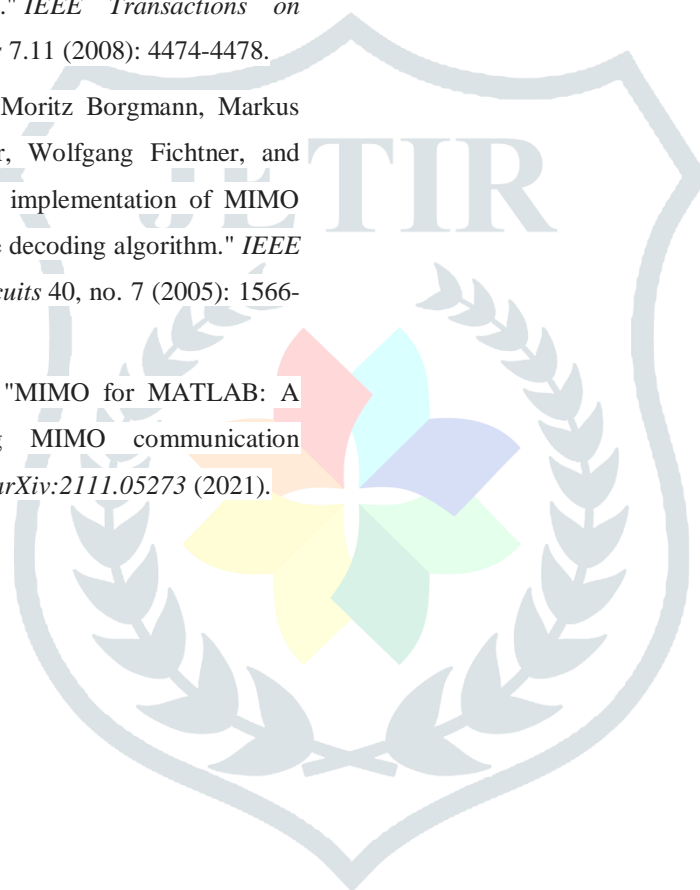 ." IEEE Transactions on
7.11 (2008): 4474-4478.
Moritz Borgmann, Markus
, Wolfgang Fichtner, and
implementation of MIMO
decoding algorithm." IEEE
40, no. 7 (2005): 1566-
"MIMO for MATLAB: A
MIMO communication
arXiv:2111.05273 (2021).
JETIR